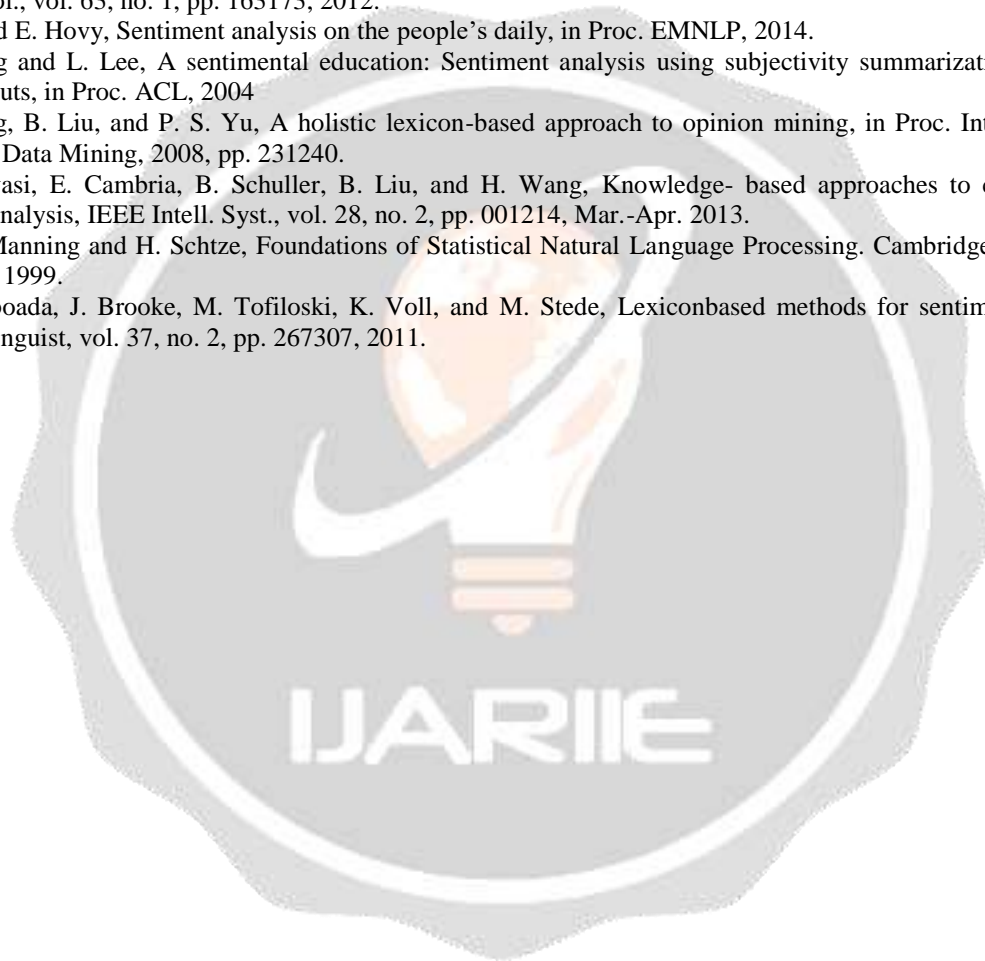 ol., vol. 63, no. 1, pp. 163173, 2012.
d E. Hovy, Sentiment analysis on the people's daily, in Proc. EMNLP, 2014.
g and L. Lee, A sentimental education: Sentiment analysis using subjectivity summarizati
uts, in Proc. ACL, 2004
g, B. Liu, and P. S. Yu, A holistic lexicon-based approach to opinion mining, in Proc. Int
Data Mining, 2008, pp. 231240.
asi, E. Cambria, B. Schuller, B. Liu, and H. Wang, Knowledge- based approaches to
nalysis, IEEE Intell. Syst., vol. 28, no. 2, pp. 001214, Mar.-Apr. 2013.
Manning and H. Schtze, Foundations of Statistical Natural Language Processing. Cambridge
1999.
boada, J. Brooke, M. Tofiloski, K. Voll, and M. Stede, Lexiconbased methods for sentim
nguist, vol. 37, no. 2, pp. 267307, 2011.
IJARIIE